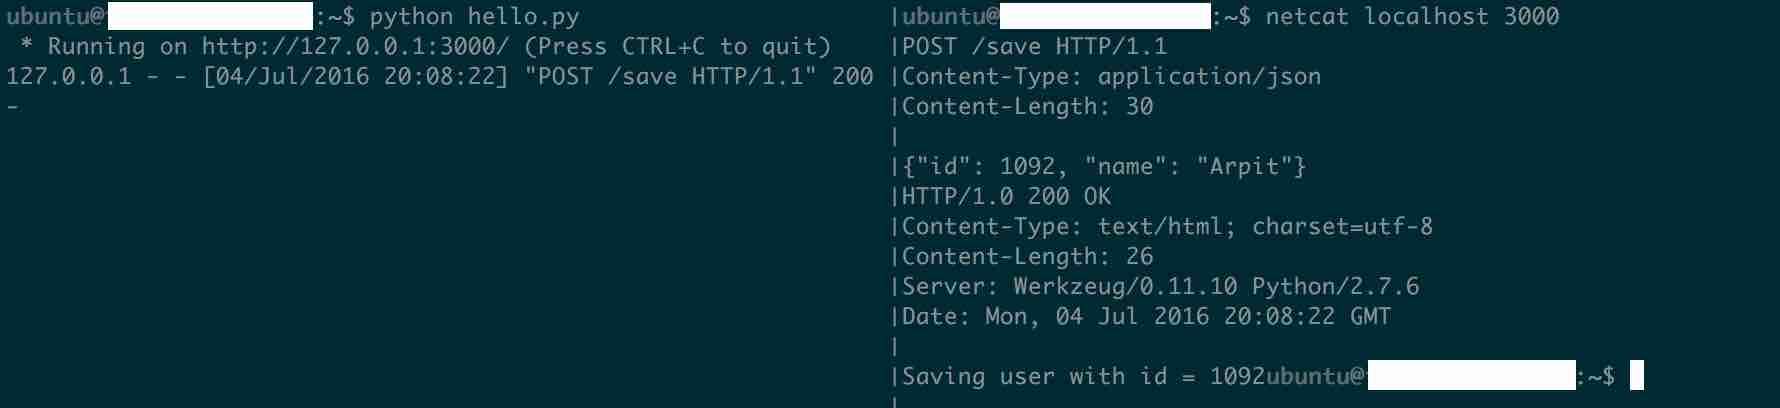 ubuntu@:~$ python hello.py
 * Running on http://127.0.0.1:3000/ (Press CTRL+C to quit)
127.0.0.1 - - [04/Jul/2016 20:08:22] "POST /save HTTP/1.1" 200
-
|ubuntu@:~$ netcat localhost 3000
|POST /save HTTP/1.1
|Content-Type: application/json
|Content-Length: 30
|
|{"id": 1092, "name": "Arpit"}
|HTTP/1.0 200 OK
|Content-Type: text/html; charset=utf-8
|Content-Length: 26
|Server: Werkzeug/0.11.10 Python/2.7.6
|Date: Mon, 04 Jul 2016 20:08:22 GMT
|
|Saving user with id = 1092ubuntu@:~$